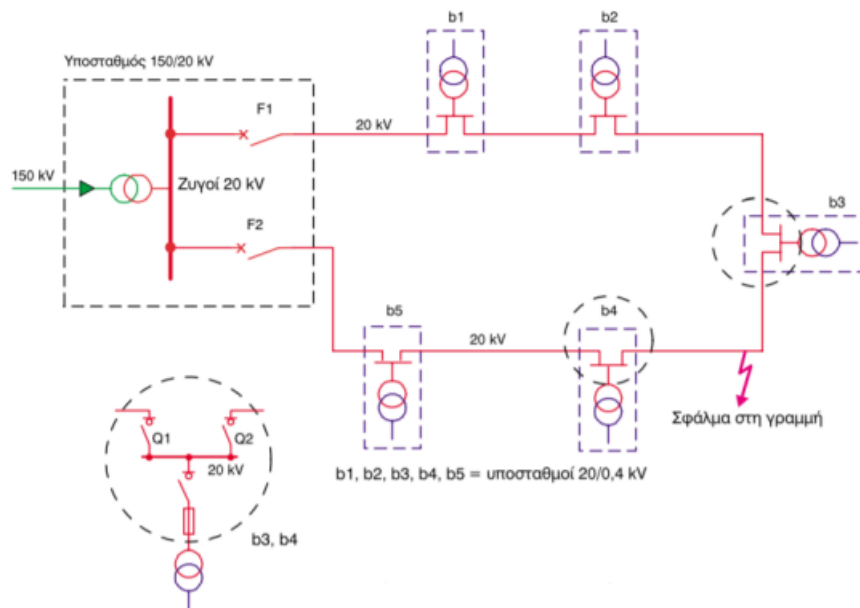 b1
b2
Υποσταθμός 150/20 kV
F1
20 kV
150 kV
Ζυγοί 20 kV
b3
F2
b5
20 kV
b4
Σφάλμα στη γραμμή
Q1
Q2
20 kV
b1, b2, b3, b4, b5 = υποσταθμοί 20/0,4 kV
b3, b4